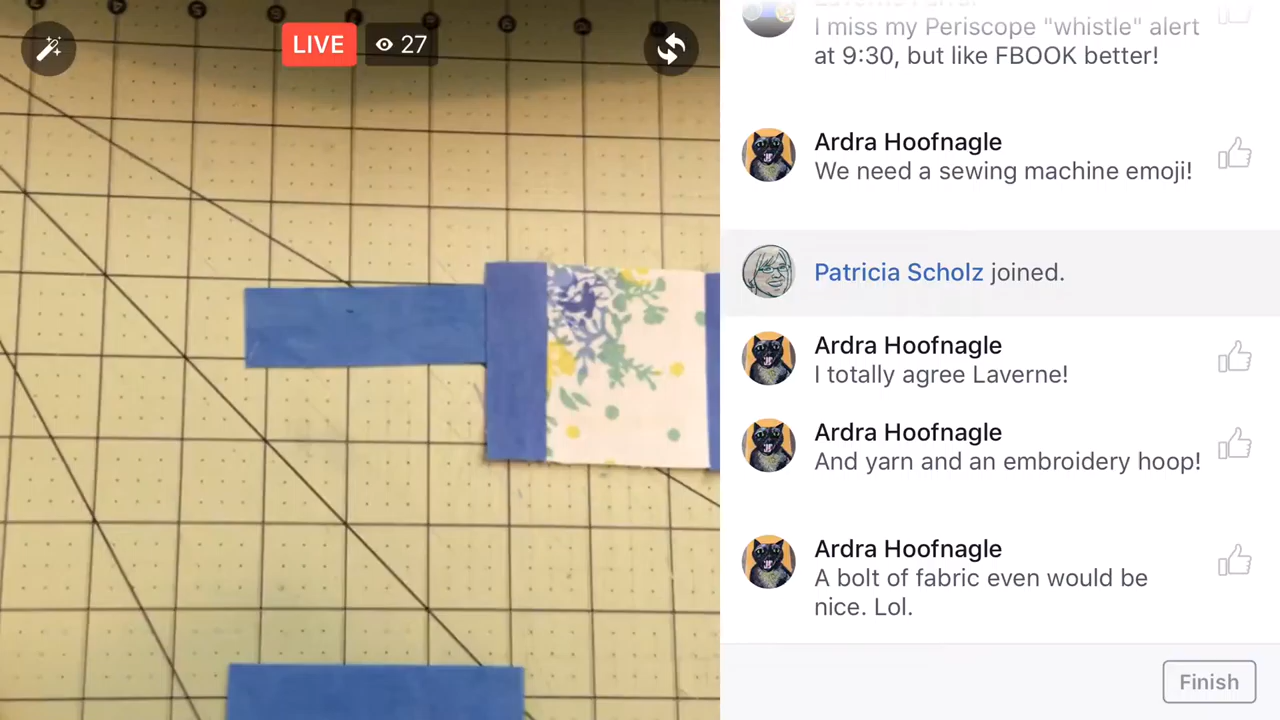 LIVE
27
I miss my Periscope "whistle" alert
at 9:30, but like FBOOK better!
Ardra Hoofnagle
We need a sewing machine emoji!
Patricia Scholz joined.
Ardra Hoofnagle
I totally agree Laverne!
Ardra Hoofnagle
And yarn and an embroidery hoop!
Ardra Hoofnagle
A bolt of fabric even would be
nice. Lol.
Finish